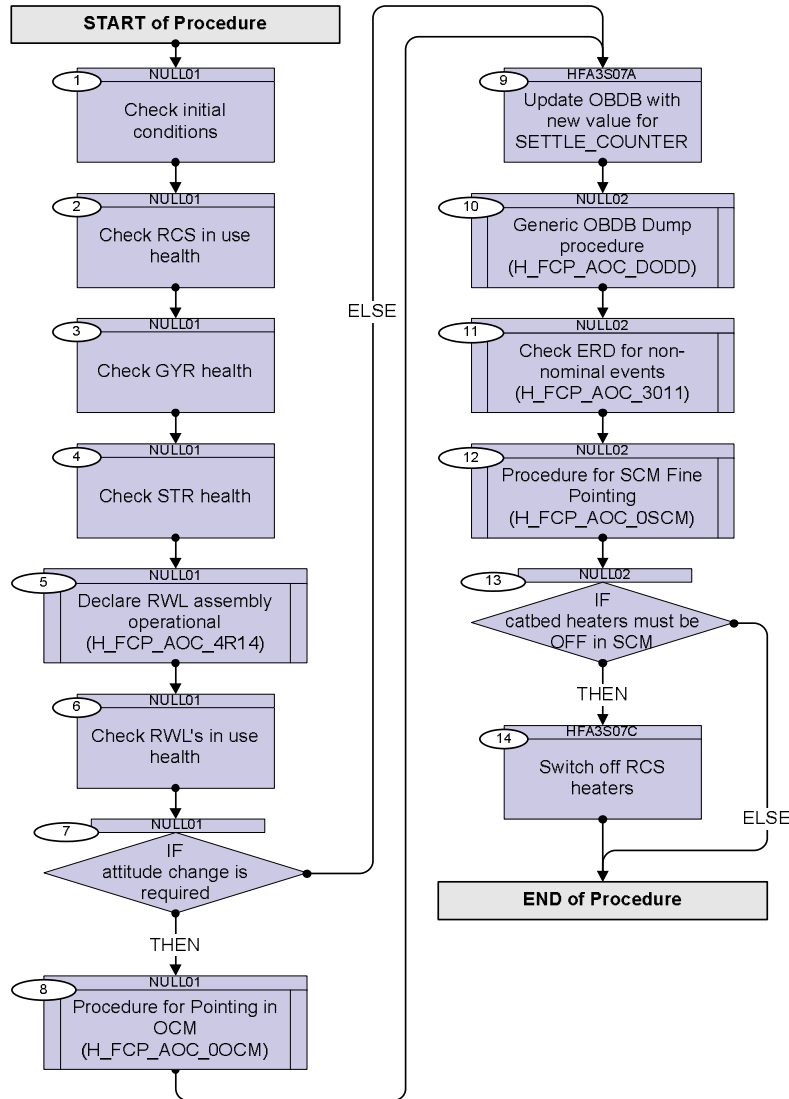 START of Procedure
1
NULL01
Check initial
conditions
2
NULL01
Check RCS in use
health
3
NULL01
Check GYR health
4
NULL01
Check STR health
5
NULL01
Declare RWL assembly
operational
(H_FCP_AOC_4R14)
6
NULL01
Check RWL's in use
health
7
NULL01
IF
attitude change is
required
THEN
ELSE
8
NULL01
Procedure for Pointing in
OCM
(H_FCP_AOC_0OCM)
9
HFA3S07A
Update OBDB with
new value for
SETTLE_COUNTER
10
NULL02
Generic OBDB Dump
procedure
(H_FCP_AOC_DODD)
11
NULL02
Check ERD for non-
nominal events
(H_FCP_AOC_3011)
12
NULL02
Procedure for SCM Fine
Pointing
(H_FCP_AOC_0SCM)
13
NULL02
IF
catbed heaters must be
OFF in SCM
THEN
14
HFA3S07C
Switch off RCS
heaters
ELSE
END of Procedure